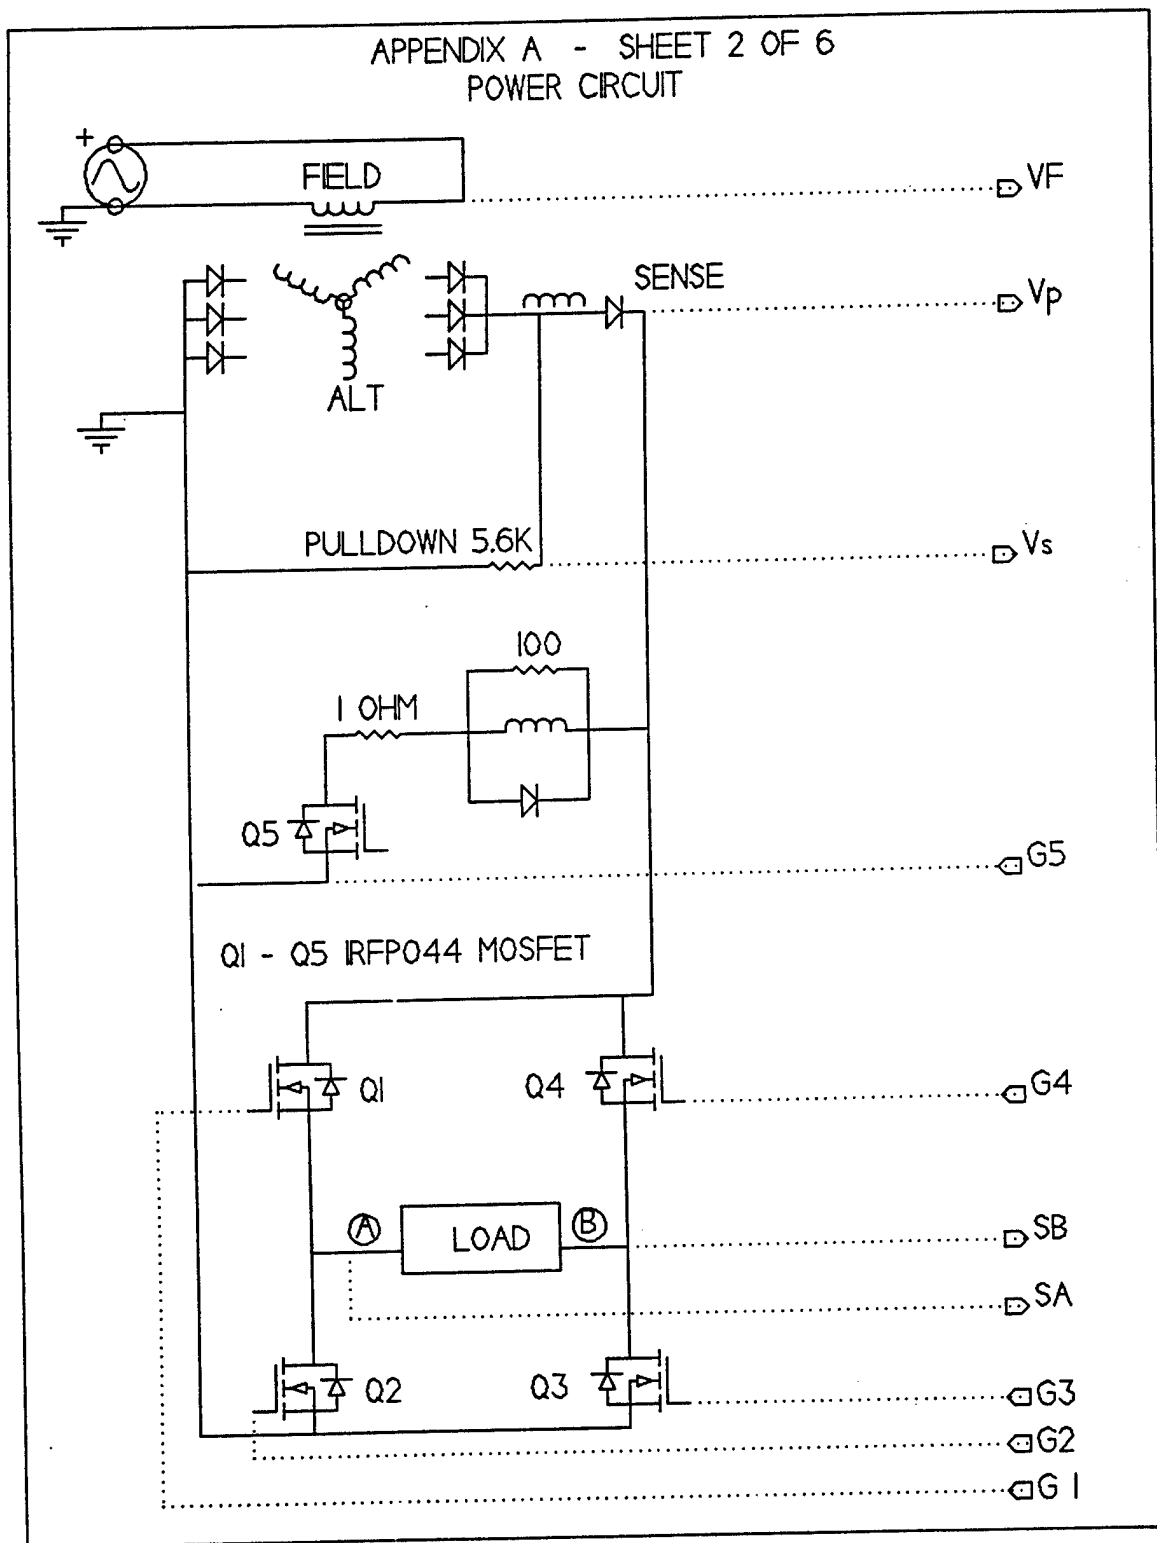 APPENDIX A - SHEET 2 OF 6
POWER CIRCUIT
+
FIELD
VF
SENSE
Vp
ALT
PULLDOWN 5.6K
Vs
100
1 OHM
Q5
G5
Q1 - Q5 IRFP044 MOSFET
Q1
Q4
G4
A
LOAD
B
SB
SA
Q2
Q3
G3
G2
G 1